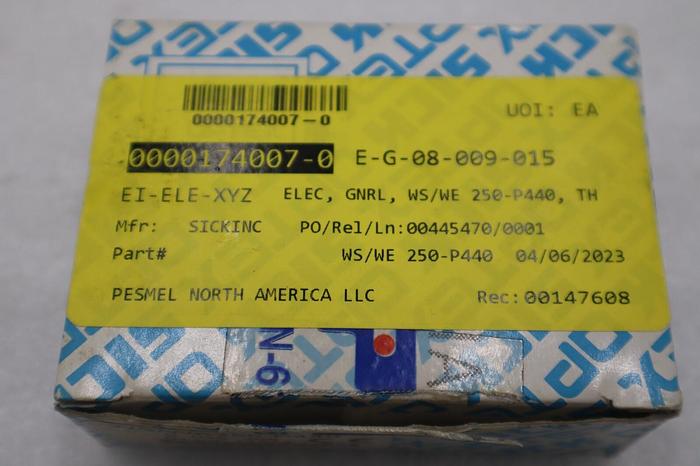 0000174007-0
UOI: EA
0000174007-0 E-G-08-009-015
EI-ELE-XYZ ELEC, GNRL, WS/WE 250-P440, TH
Mfr: SICKINC PO/Rel/Ln:00445470/0001
Part# WS/WE 250-P440 04/06/2023
PESMEL NORTH AMERICA LLC Rec:00147608